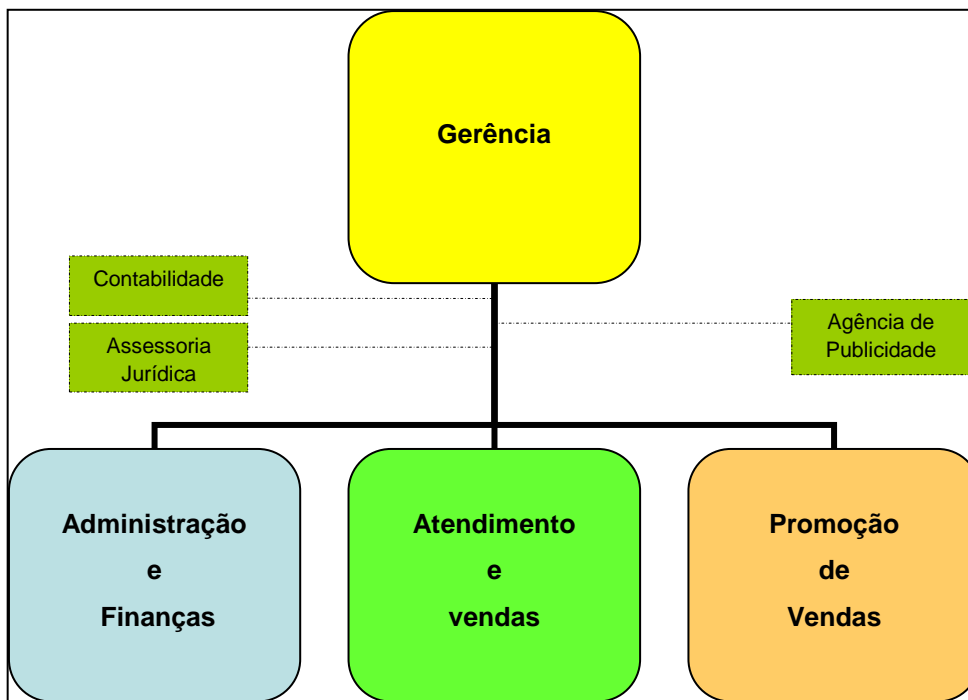 Gerência
Contabilidade
Assessoria
Jurídica
Agência de
Publicidade
Administração
e
Finanças
Atendimento
e
vendas
Promoção
de
Vendas